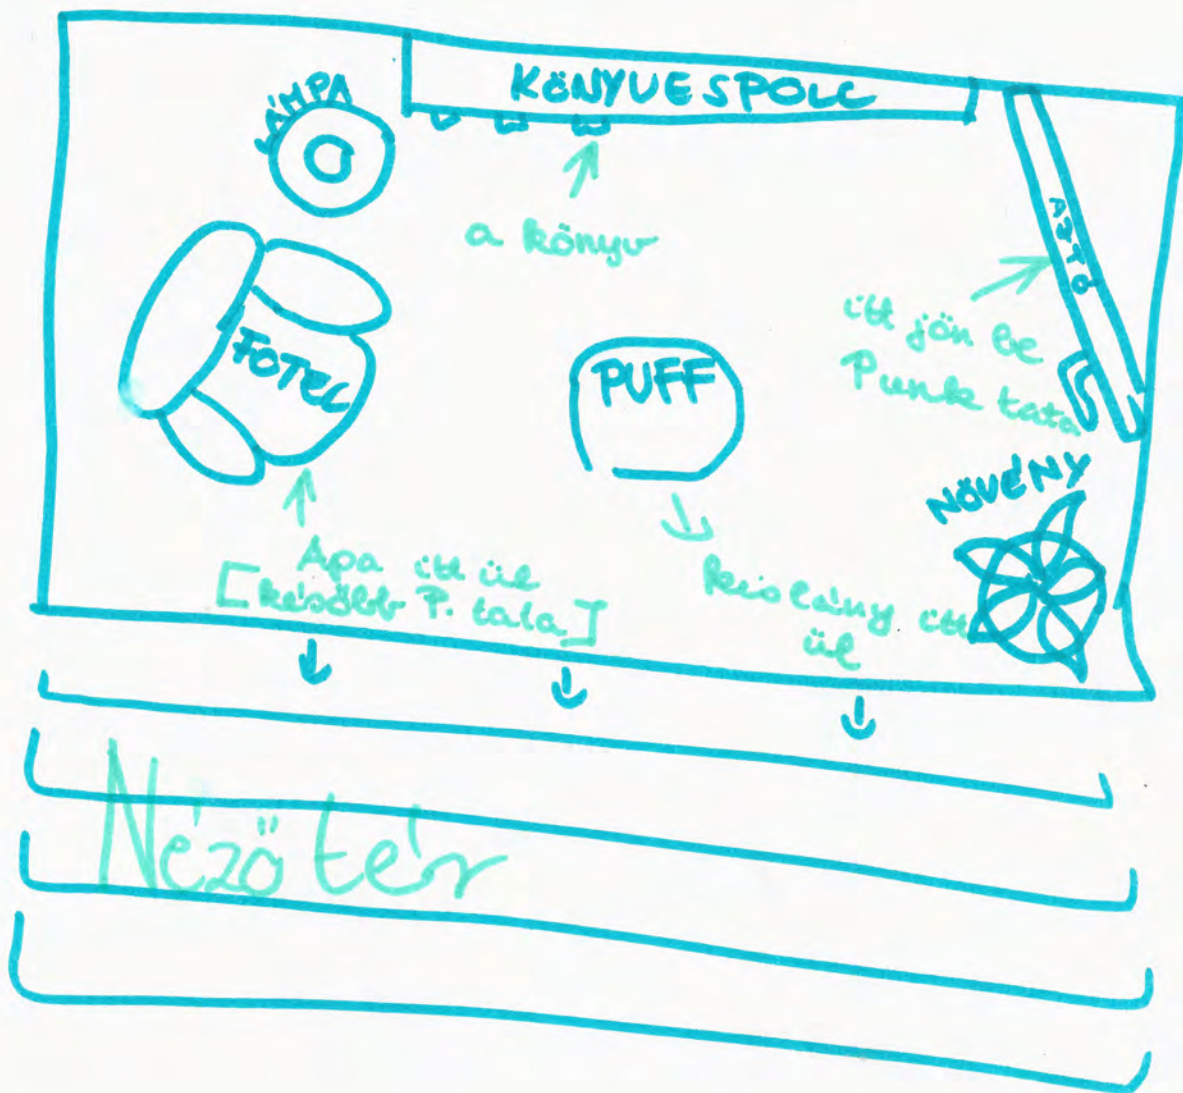 KÖNYVESPOLC
LÁMPA
a könyv
AJTÓ
itt jön be
Punk tata
FOTEL
PUFF
NÖVÉNY
Apa itt ül
[később P. tata]
kislány itt
ül
Nézőtér